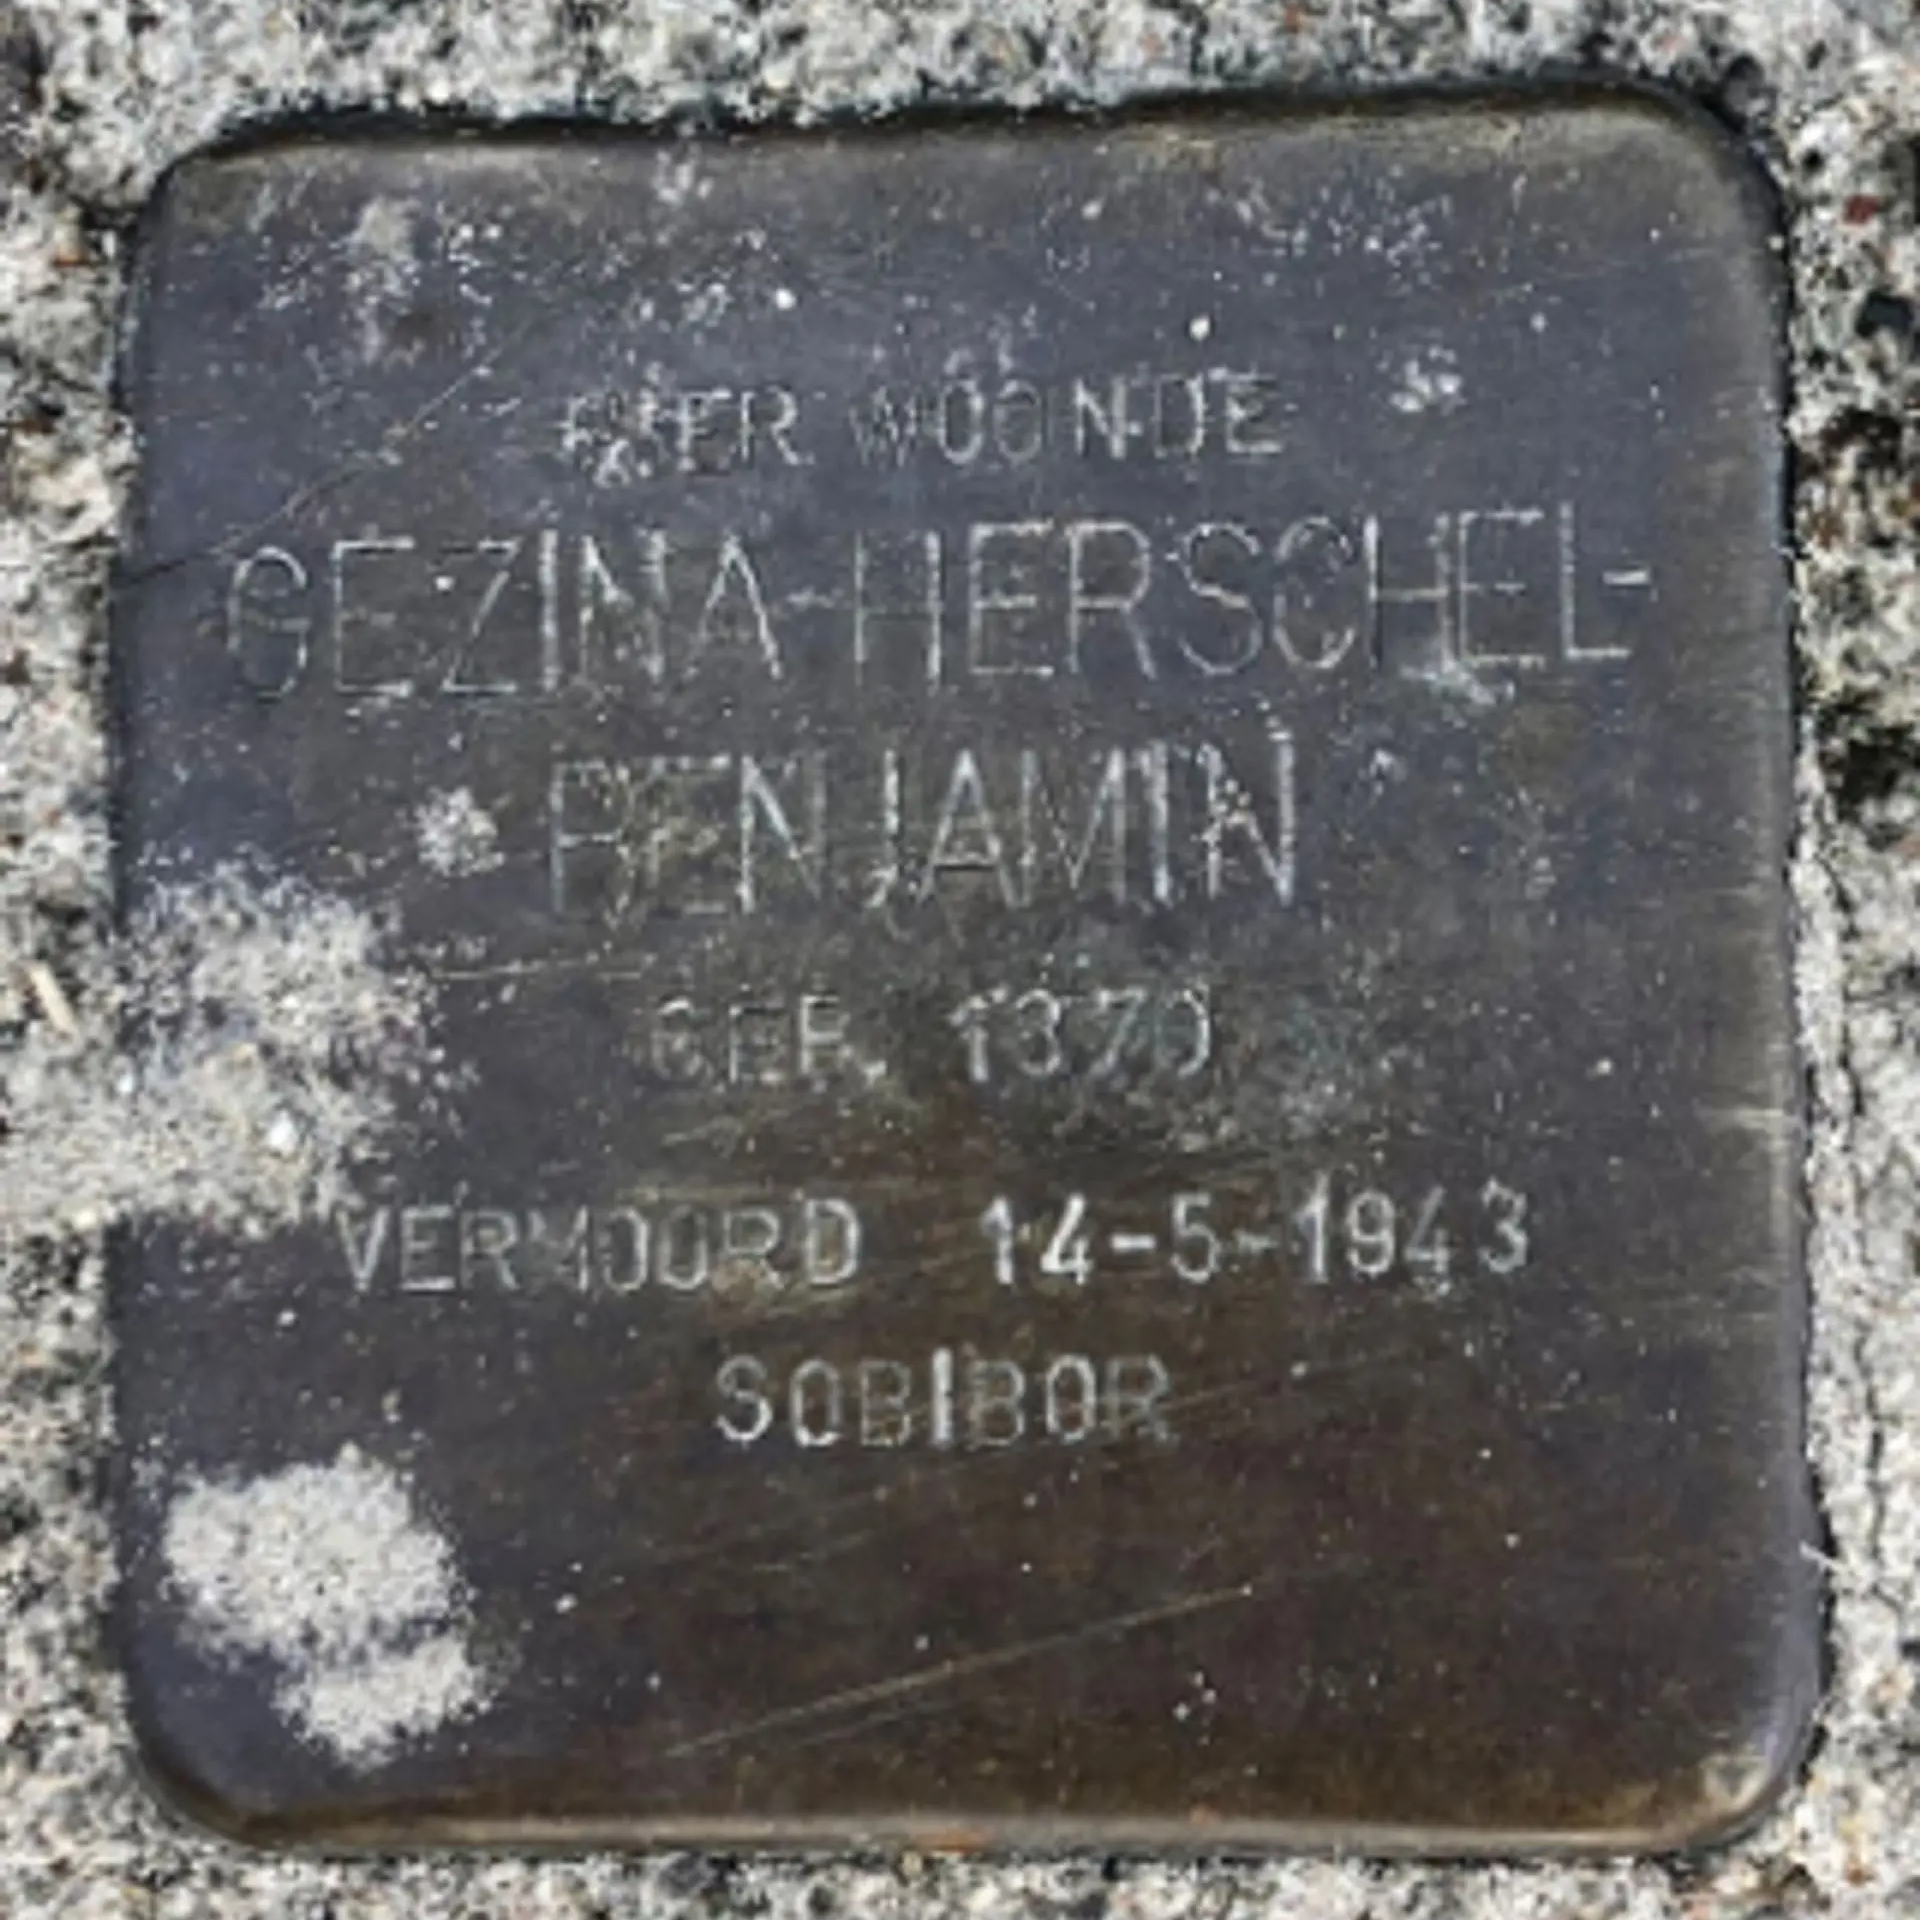 HIER WOONDE
GEZINA HERSCHEL-
BENJAMIN
GEB. 1870
VERMOORD 14-5-1943
SOBIBOR